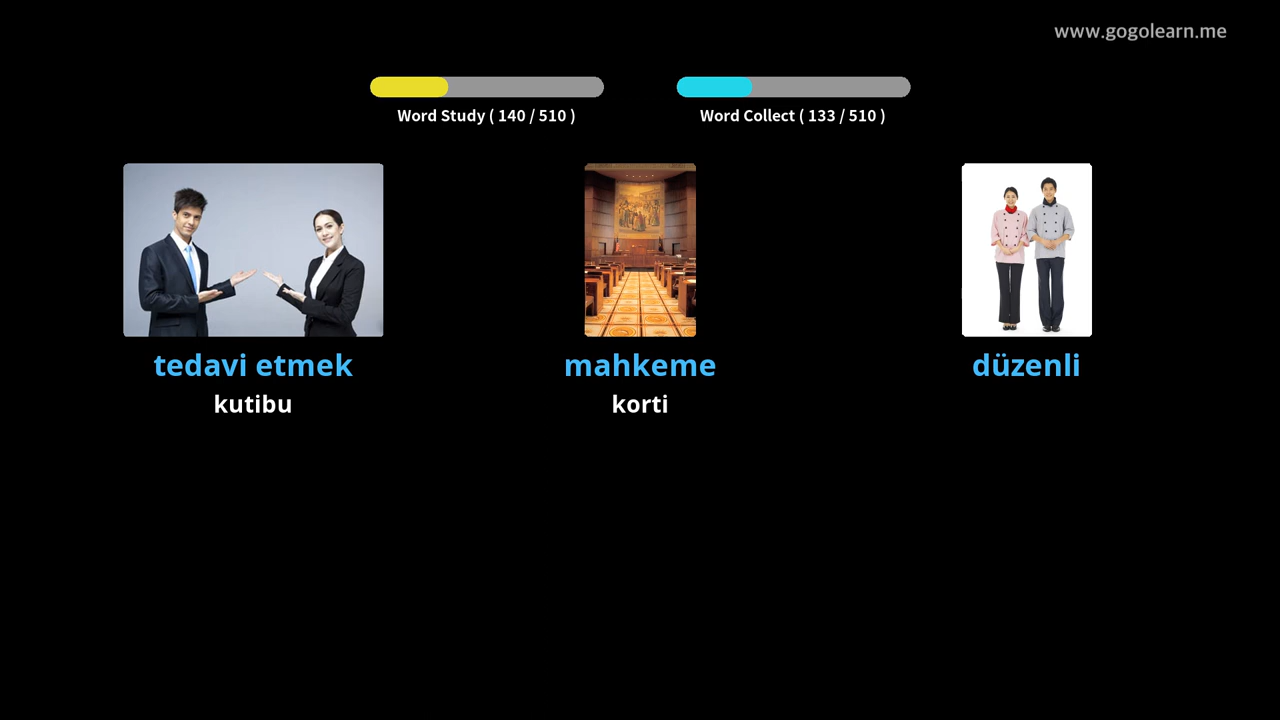 www.gogolearn.me
Word Study ( 140 / 510 )
Word Collect ( 133 / 510 )
tedavi etmek
kutibu
mahkeme
korti
düzenli